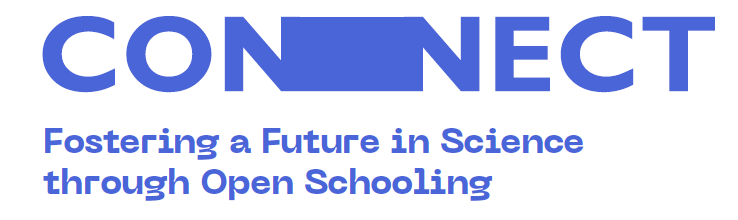 CONNECT
Fostering a Future in Science
through Open Schooling